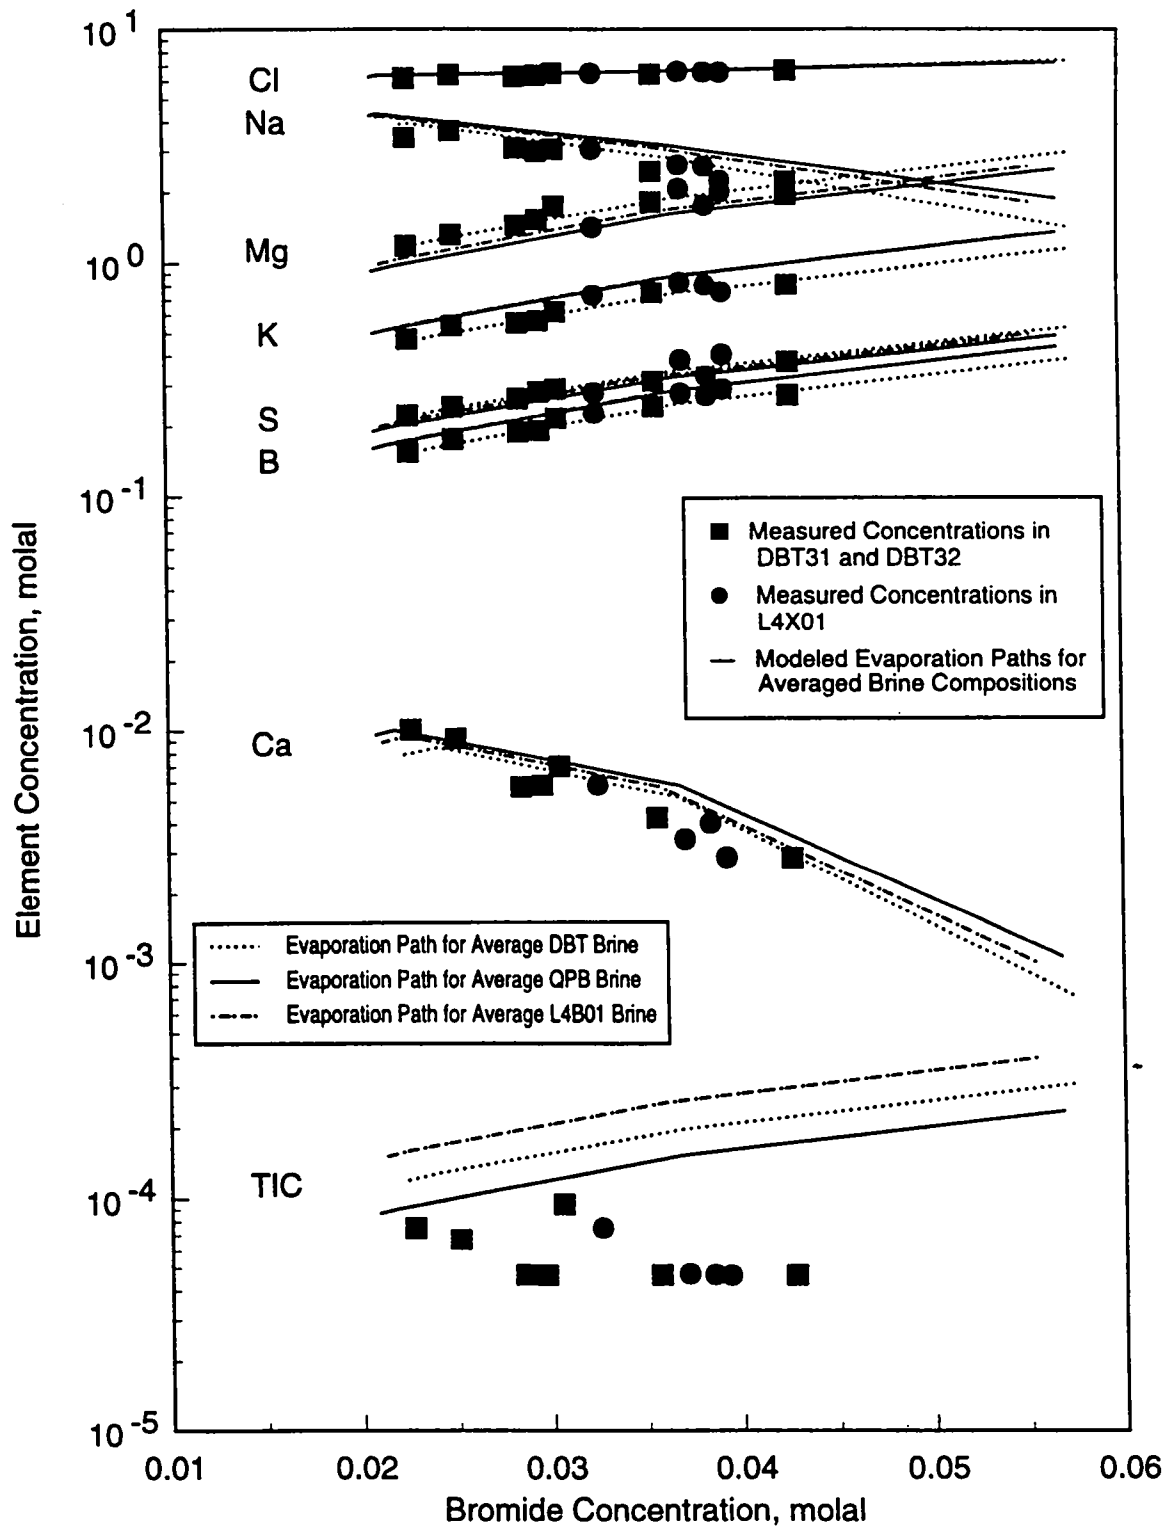 10 1
Cl
Na
Mg
10 0
K
S
B
10 -1
Measured Concentrations in
DBT31 and DBT32
Measured Concentrations in
L4X01
Modeled Evaporation Paths for
Averaged Brine Compositions
Element Concentration, molal
10 -2
Ca
10 -3
Evaporation Path for Average DBT Brine
Evaporation Path for Average QPB Brine
Evaporation Path for Average L4B01 Brine
TIC
10 -4
10 -5
0.01 0.02 0.03 0.04 0.05 0.06
Bromide Concentration, molal